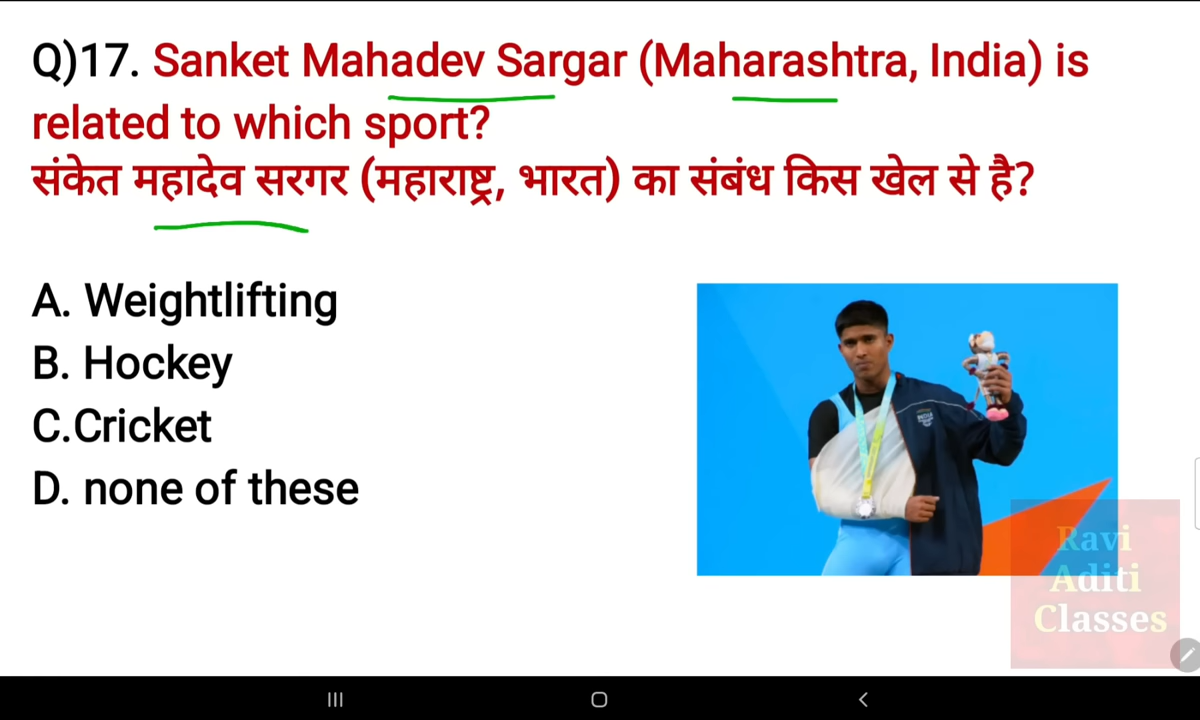 Q)17. Sanket Mahadev Sargar (Maharashtra, India) is
related to which sport?
संकेत महादेव सरगर (महाराष्ट्र, भारत) का संबंध किस खेल से है?
A. Weightlifting
B. Hockey
C.Cricket
D. none of these
INDIA
Ravi
Aditi
Classes